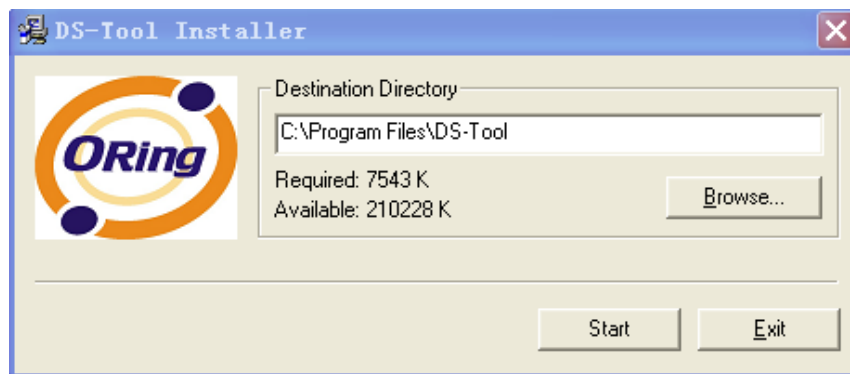 DS-Tool Installer
ORing
Destination Directory
C:\Program Files\DS-Tool
Required: 7543 K
Available: 210228 K
Browse...
Start
Exit